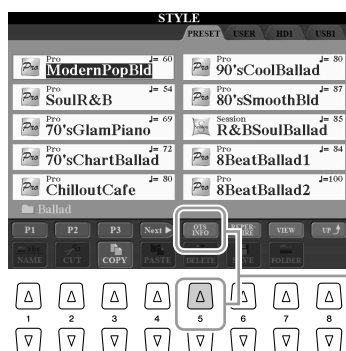 STYLE
PRESET USER HD1 USB1
Pro ♩= 60 Pro ♩= 80
ModernPopBld 90'sCoolBallad
Pro ♩= 54 Pro ♩= 87
SoulR&B 80'sSmoothBld
Pro ♩= 69 Session ♩= 85
70'sGlamPiano R&BSoulBallad
Pro ♩= 72 Pro ♩= 84
70'sChartBallad 8BeatBallad1
Pro ♩= 80 Pro ♩=100
ChilloutCafe 8BeatBallad2
Ballad
P1 P2 P3 Next OTS INFO VIEW UP
NAME CUT COPY PASTE DELETE FOLDER
1 2 3 4 5 6 7 8